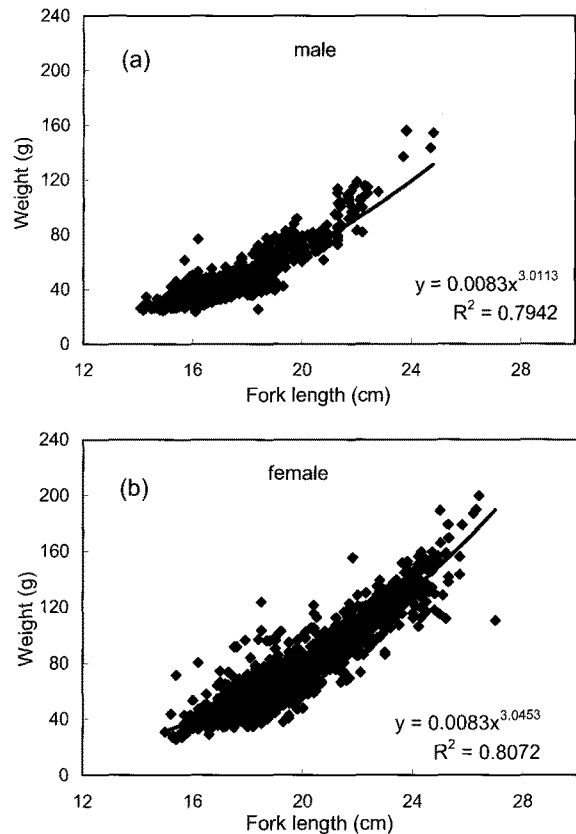 240
200
160
120
80
40
0
Weight (g)
(a)
male
y = 0.0083x^3.0113
R² = 0.7942
12 16 20 24 28
Fork length (cm)
240
200
160
120
80
40
0
Weight (g)
(b)
female
y = 0.0083x^3.0453
R² = 0.8072
12 16 20 24 28
Fork length (cm)